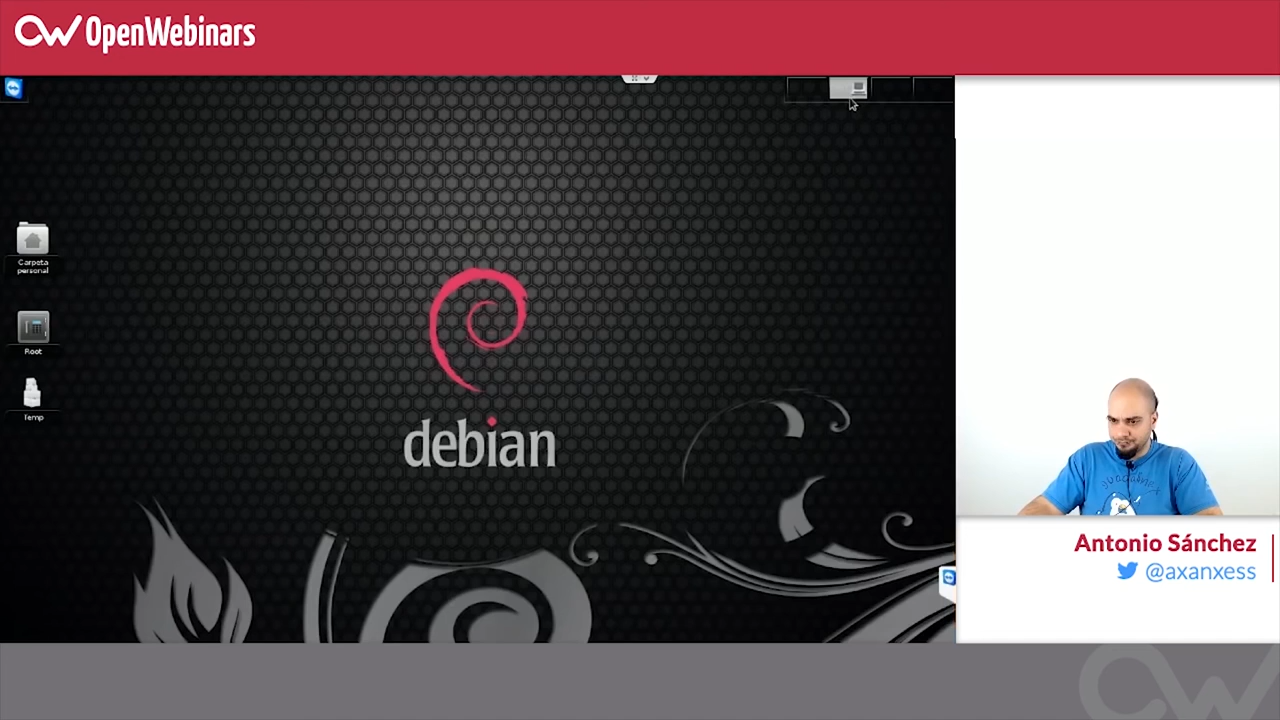 OpenWebinars
Carpeta
personal
Root
Temp
debian
Antonio Sánchez
@axanxess